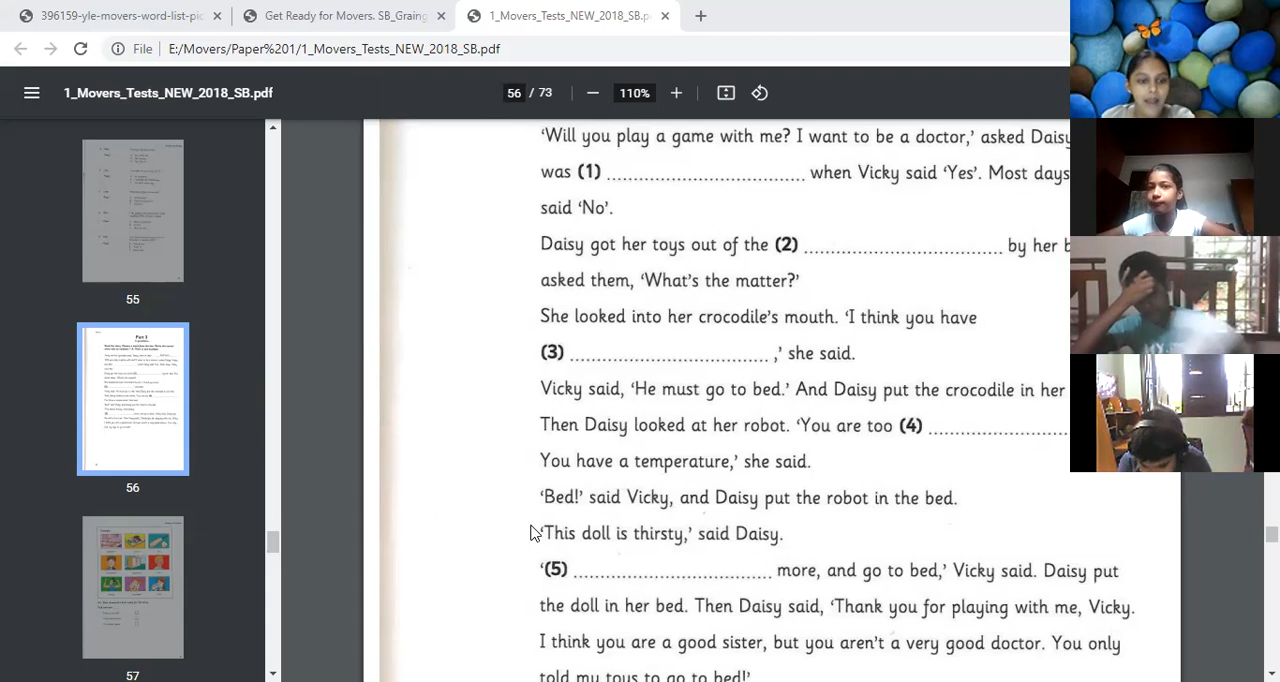 396159-yle-movers-word-list-pic
Get Ready for Movers. SB_Graing
1_Movers_Tests_NEW_2018_SB.p
File E:/Movers/Paper%201/1_Movers_Tests_NEW_2018_SB.pdf
1_Movers_Tests_NEW_2018_SB.pdf
56 / 73
110%
55
56
57
Part 3
‘Will you play a game with me? I want to be a doctor,’ asked Daisy
was (1) ........................................ when Vicky said ‘Yes’. Most days
said ‘No’.
Daisy got her toys out of the (2) ........................................ by her b
asked them, ‘What’s the matter?’
She looked into her crocodile’s mouth. ‘I think you have
(3) ........................................ ,’ she said.
Vicky said, ‘He must go to bed.’ And Daisy put the crocodile in her
Then Daisy looked at her robot. ‘You are too (4) ............................
You have a temperature,’ she said.
‘Bed!’ said Vicky, and Daisy put the robot in the bed.
‘This doll is thirsty,’ said Daisy.
‘(5) ........................................ more, and go to bed,’ Vicky said. Daisy put
the doll in her bed. Then Daisy said, ‘Thank you for playing with me, Vicky.
I think you are a good sister, but you aren’t a very good doctor. You only
told my toys to go to bed!’